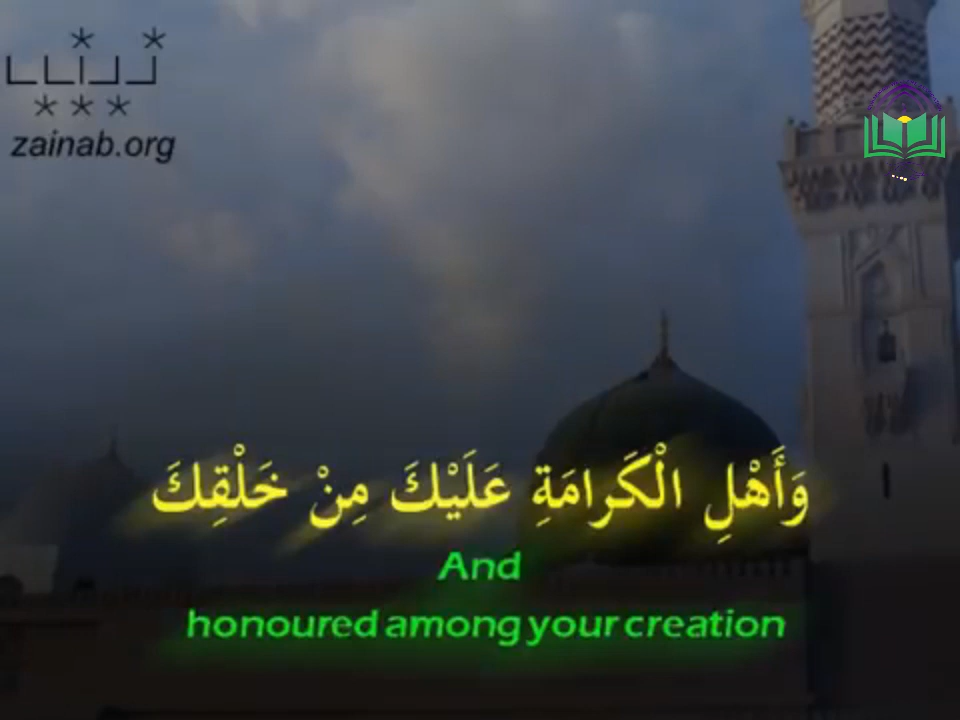 zainab.org
وَأَهْلِ الْكَرامَةِ عَلَيْكَ مِنْ خَلْقِكَ
And
honoured among your creation